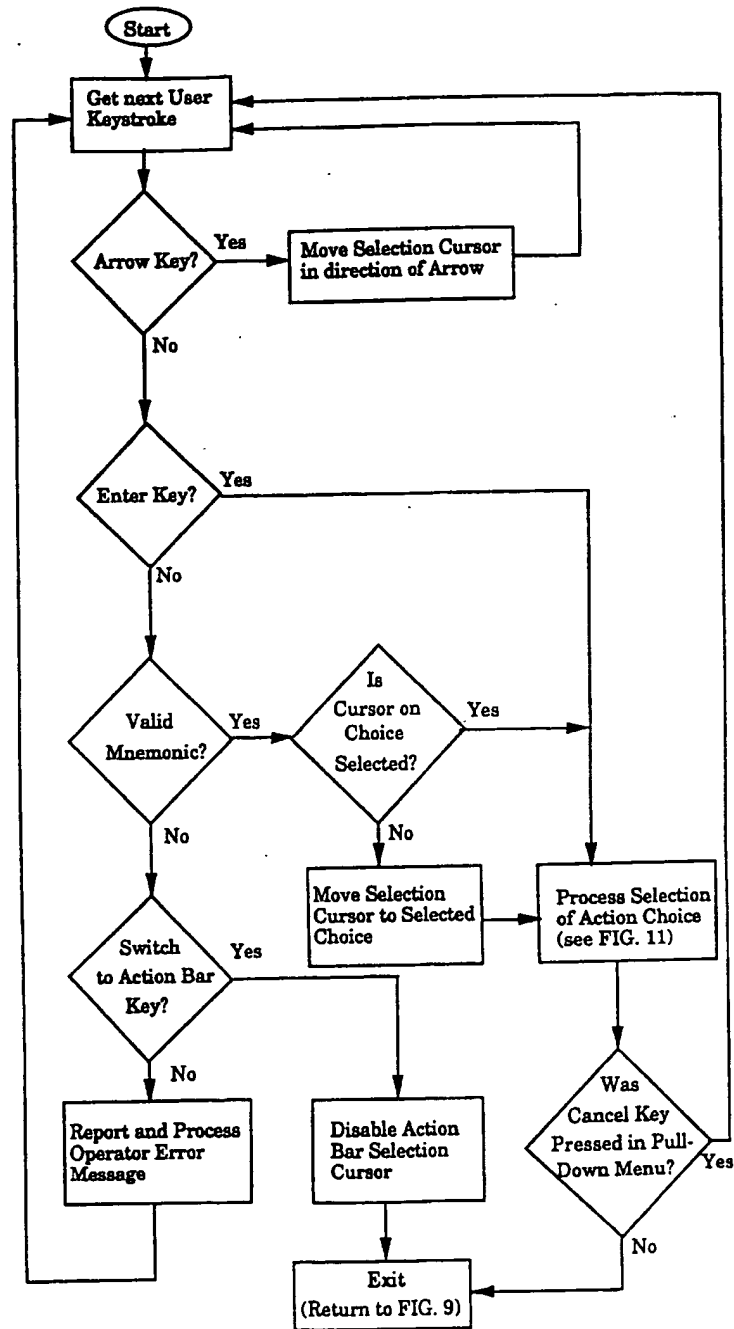 Start
Get next User
Keystroke
Arrow Key?
Yes
Move Selection Cursor
in direction of Arrow
No
Enter Key?
Yes
No
Valid
Mnemonic?
Yes
Is
Cursor on
Choice
Selected?
Yes
No
No
Move Selection
Cursor to Selected
Choice
Process Selection
of Action Choice
(see FIG. 11)
Switch
to Action Bar
Key?
Yes
No
Report and Process
Operator Error
Message
Disable Action
Bar Selection
Cursor
Was
Cancel Key
Pressed in Pull-
Down Menu?
Yes
No
Exit
(Return to FIG. 9)